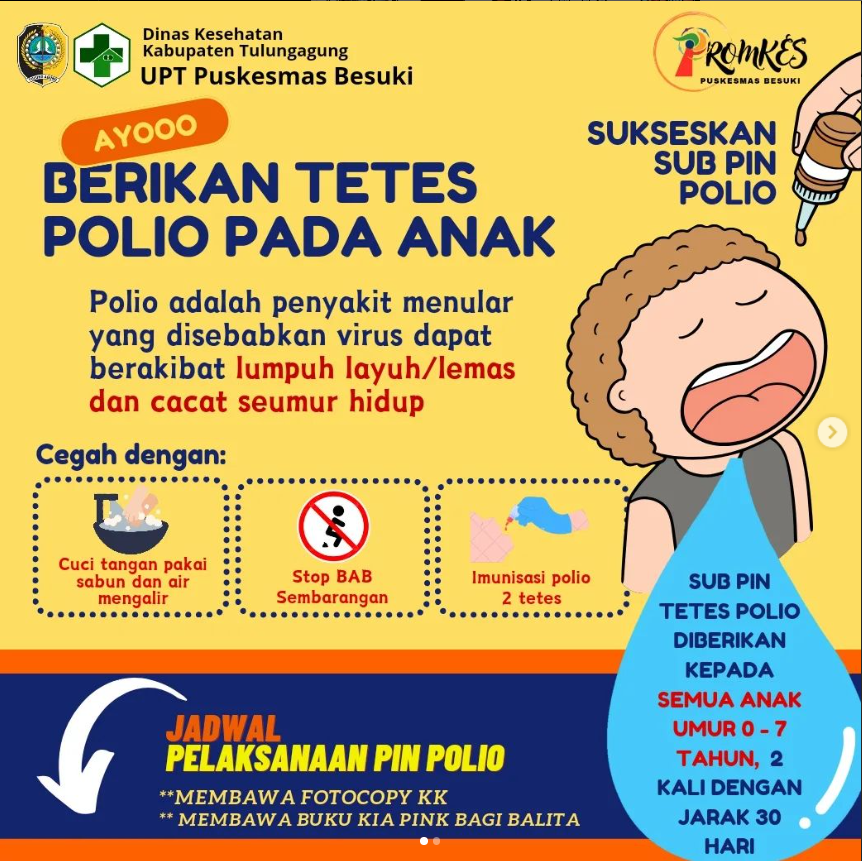 Dinas Kesehatan
Kabupaten Tulungagung
UPT Puskesmas Besuki
PROMKES
PUSKESMAS BESUKI
AYOOO
BERIKAN TETES
POLIO PADA ANAK
SUKSESKAN
SUB PIN
POLIO
Polio adalah penyakit menular
yang disebabkan virus dapat
berakibat lumpuh layuh/lemas
dan cacat seumur hidup
Cegah dengan:
Cuci tangan pakai
sabun dan air
mengalir
Stop BAB
Sembarangan
Imunisasi polio
2 tetes
SUB PIN
TETES POLIO
DIBERIKAN
KEPADA
SEMUA ANAK
UMUR 0 - 7
TAHUN, 2
KALI DENGAN
JARAK 30
HARI
JADWAL
PELAKSANAAN PIN POLIO
**MEMBAWA FOTOCOPY KK
** MEMBAWA BUKU KIA PINK BAGI BALITA